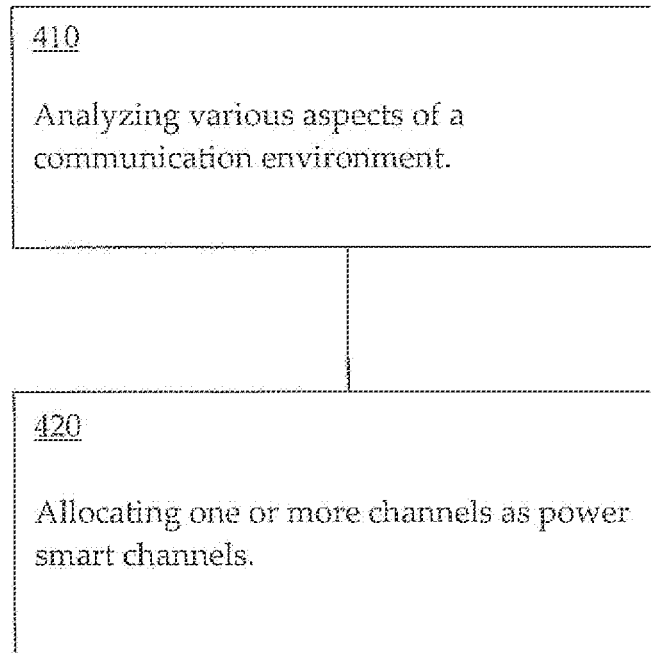 410
Analyzing various aspects of a
communication environment.
420
Allocating one or more channels as power
smart channels.